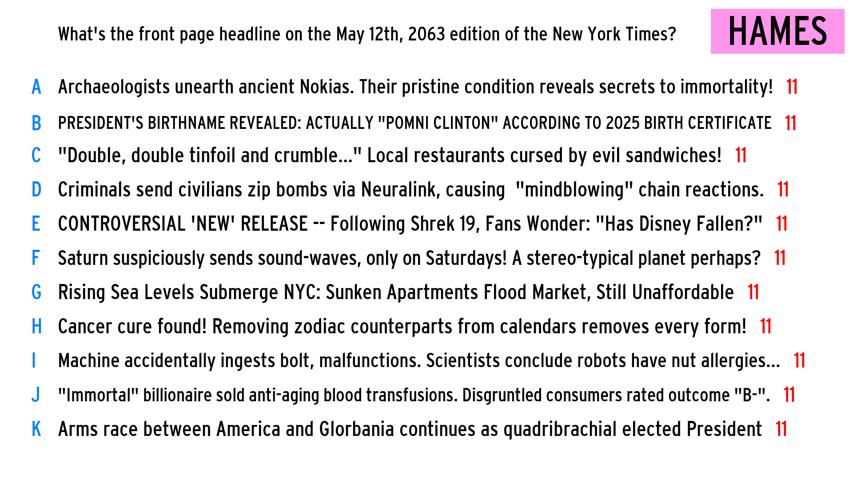 What's the front page headline on the May 12th, 2063 edition of the New York Times?
HAMES
A Archaeologists unearth ancient Nokias. Their pristine condition reveals secrets to immortality! 11
B PRESIDENT'S BIRTHNAME REVEALED: ACTUALLY "POMNI CLINTON" ACCORDING TO 2025 BIRTH CERTIFICATE 11
C "Double, double tinfoil and crumble..." Local restaurants cursed by evil sandwiches! 11
D Criminals send civilians zip bombs via Neuralink, causing  "mindblowing" chain reactions. 11
E CONTROVERSIAL 'NEW' RELEASE -- Following Shrek 19, Fans Wonder: "Has Disney Fallen?" 11
F Saturn suspiciously sends sound-waves, only on Saturdays! A stereo-typical planet perhaps? 11
G Rising Sea Levels Submerge NYC: Sunken Apartments Flood Market, Still Unaffordable 11
H Cancer cure found! Removing zodiac counterparts from calendars removes every form! 11
I Machine accidentally ingests bolt, malfunctions. Scientists conclude robots have nut allergies... 11
J "Immortal" billionaire sold anti-aging blood transfusions. Disgruntled consumers rated outcome "B-". 11
K Arms race between America and Glorbania continues as quadribrachial elected President 11